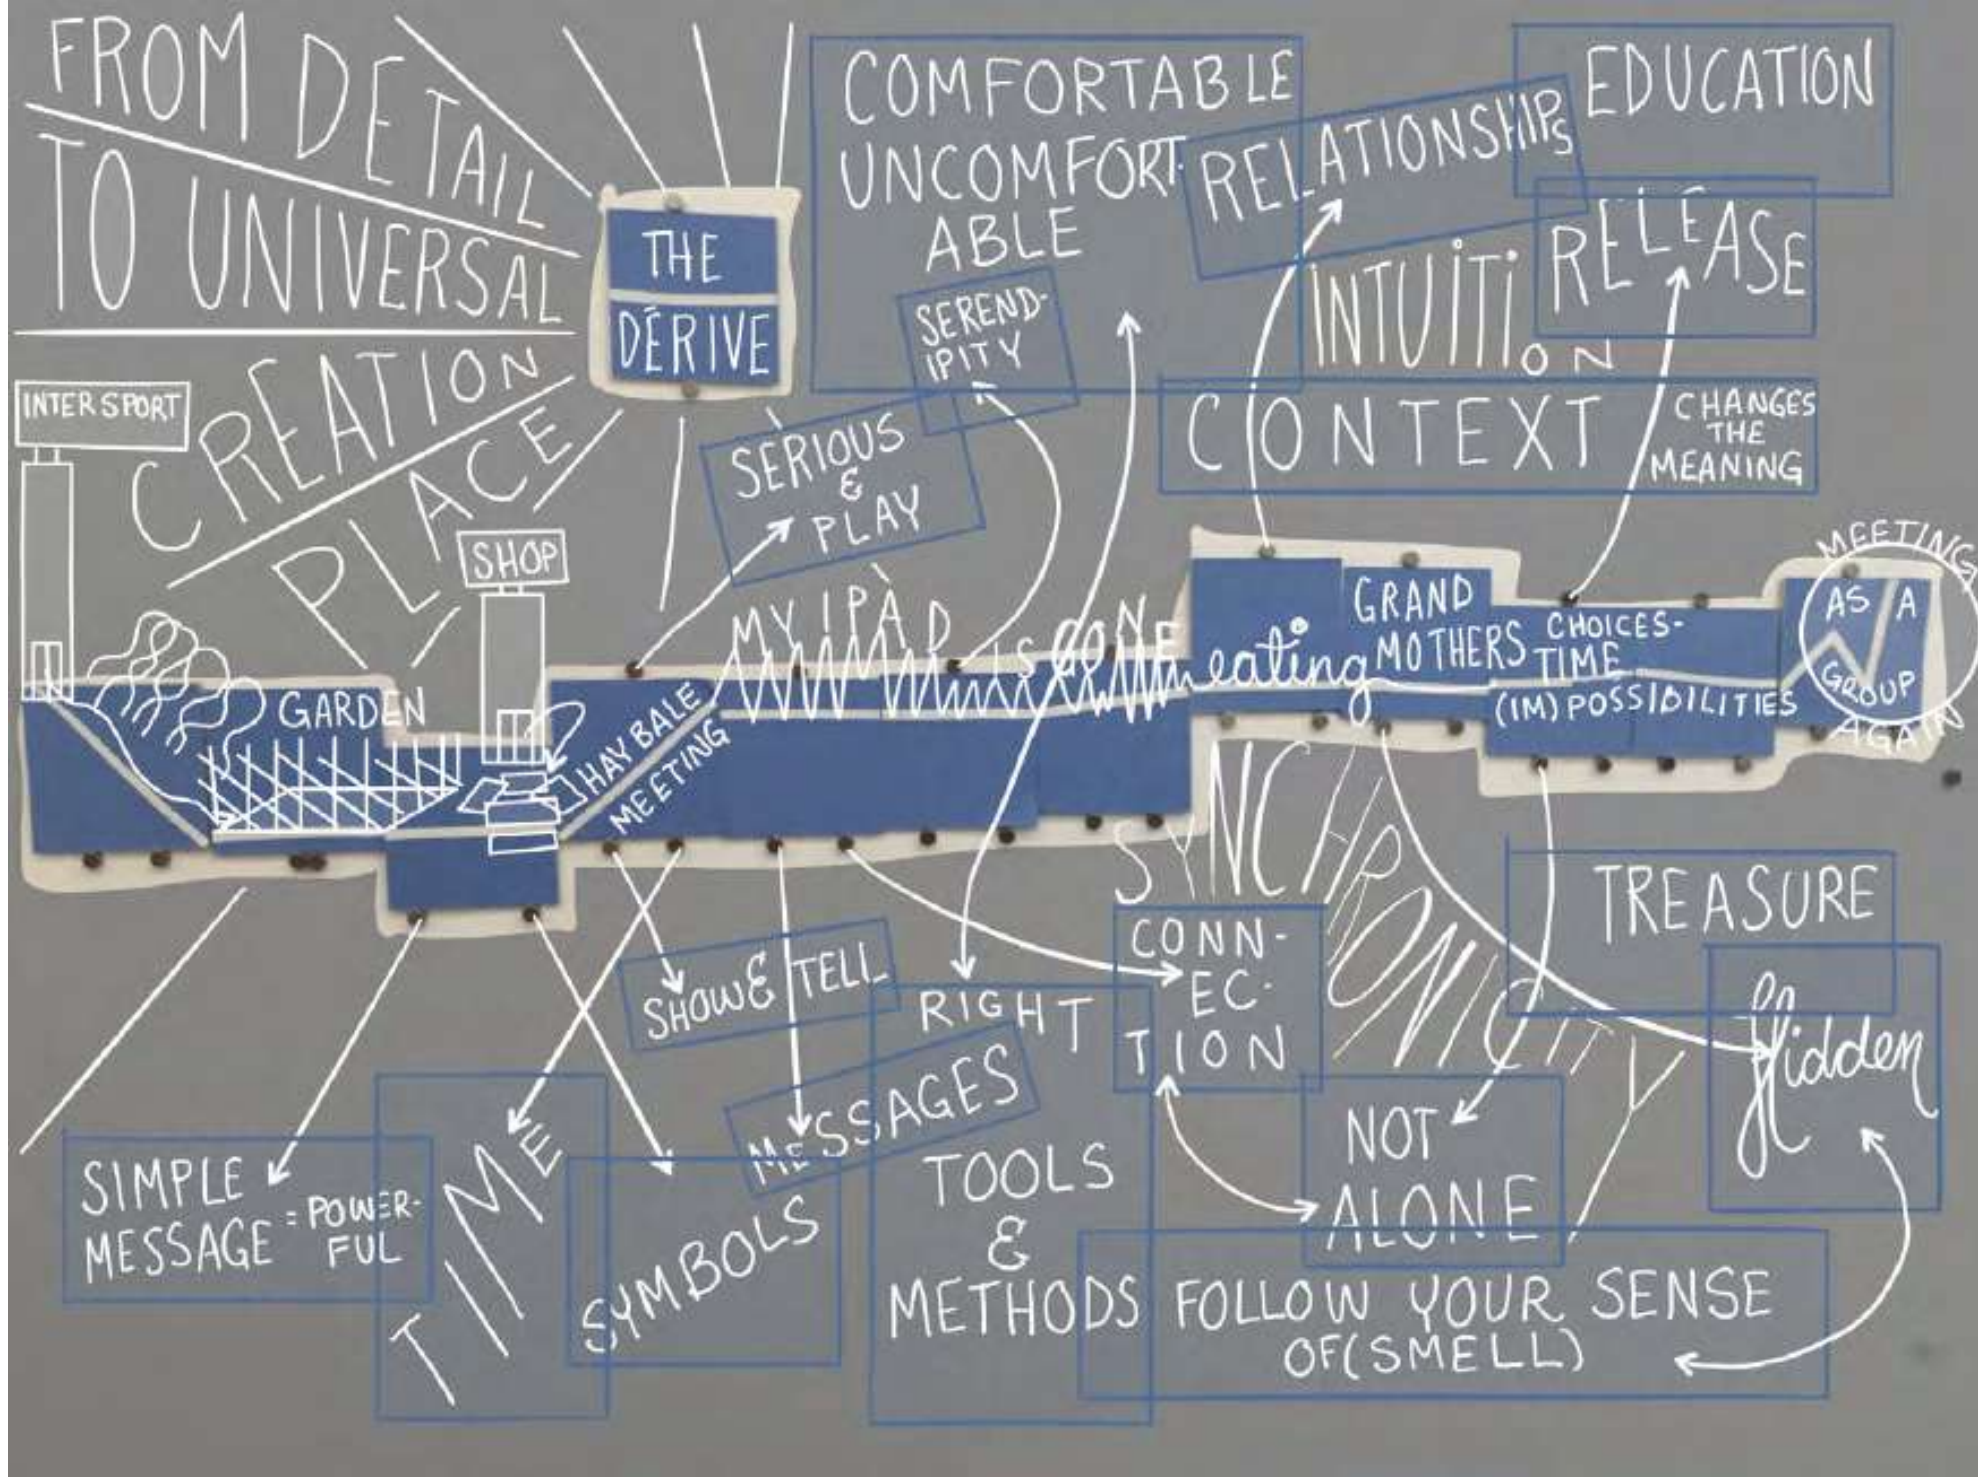 FROM DETAIL
TO UNIVERSAL
CREATION
PLACE
THE
DÉRIVE
COMFORTABLE
UNCOMFORT-
ABLE
RELATIONSHIPS
EDUCATION
RELEASE
INTUITION
SEREND-
IPITY
CONTEXT
CHANGES
THE
MEANING
SERIOUS
&
PLAY
INTERSPORT
SHOP
GARDEN
HAY BALE
MEETING
MY IPAD IS GONE
eating
GRAND
MOTHERS
CHOICES-
TIME
(IM)POSSIBILITIES
MEETING
AS A
GROUP
AGAIN
SYNCHRONICITY
SHOW & TELL
MESSAGES
RIGHT
TOOLS
&
METHODS
CONN-
EC-
TION
NOT
ALONE
TREASURE
Hidden
SIMPLE
MESSAGE = POWER-
FUL
TIME
SYMBOLS
FOLLOW YOUR SENSE
OF (SMELL)